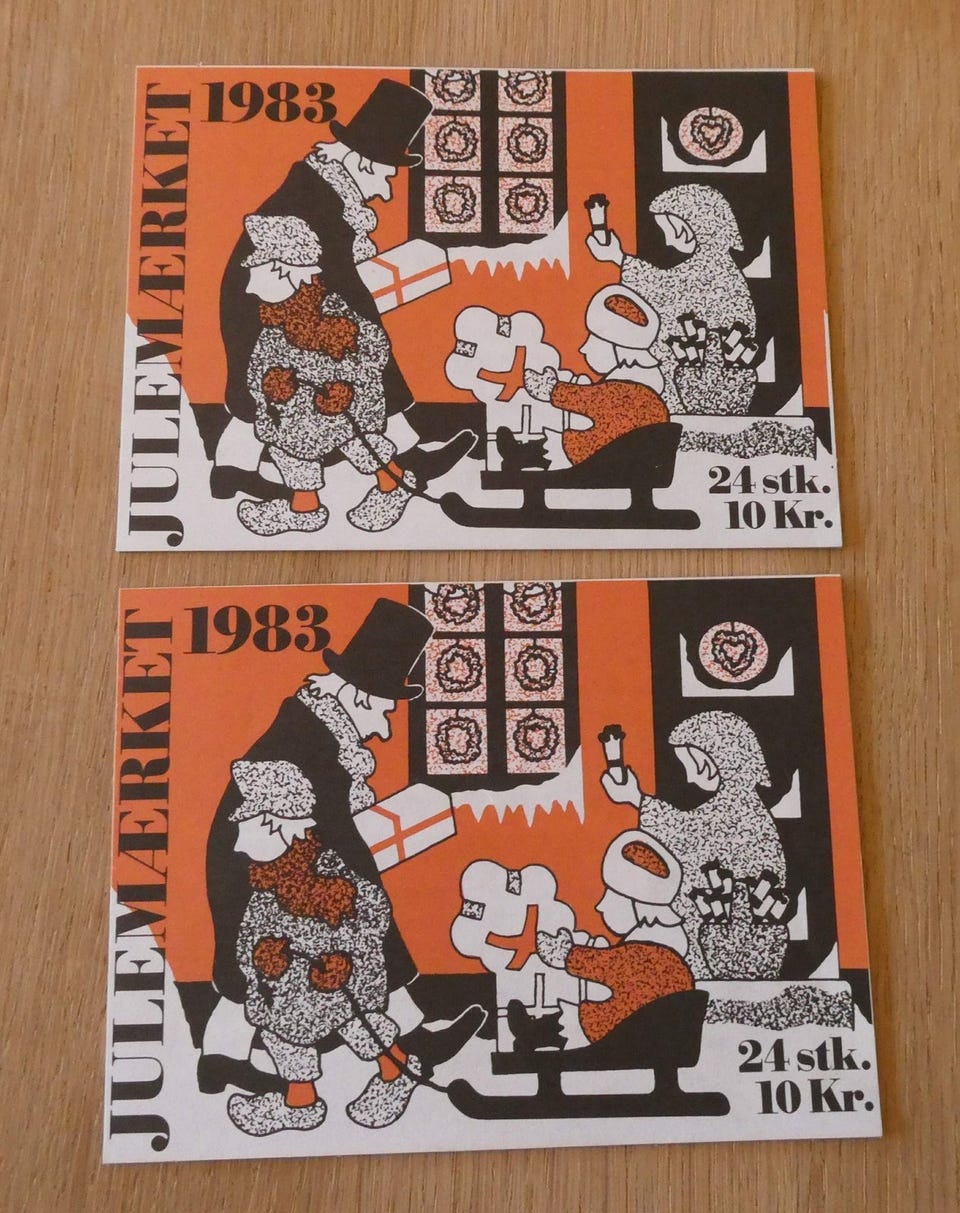 JULEMÆRKET
1983
24 stk.
10 Kr.
JULEMÆRKET
1983
24 stk.
10 Kr.